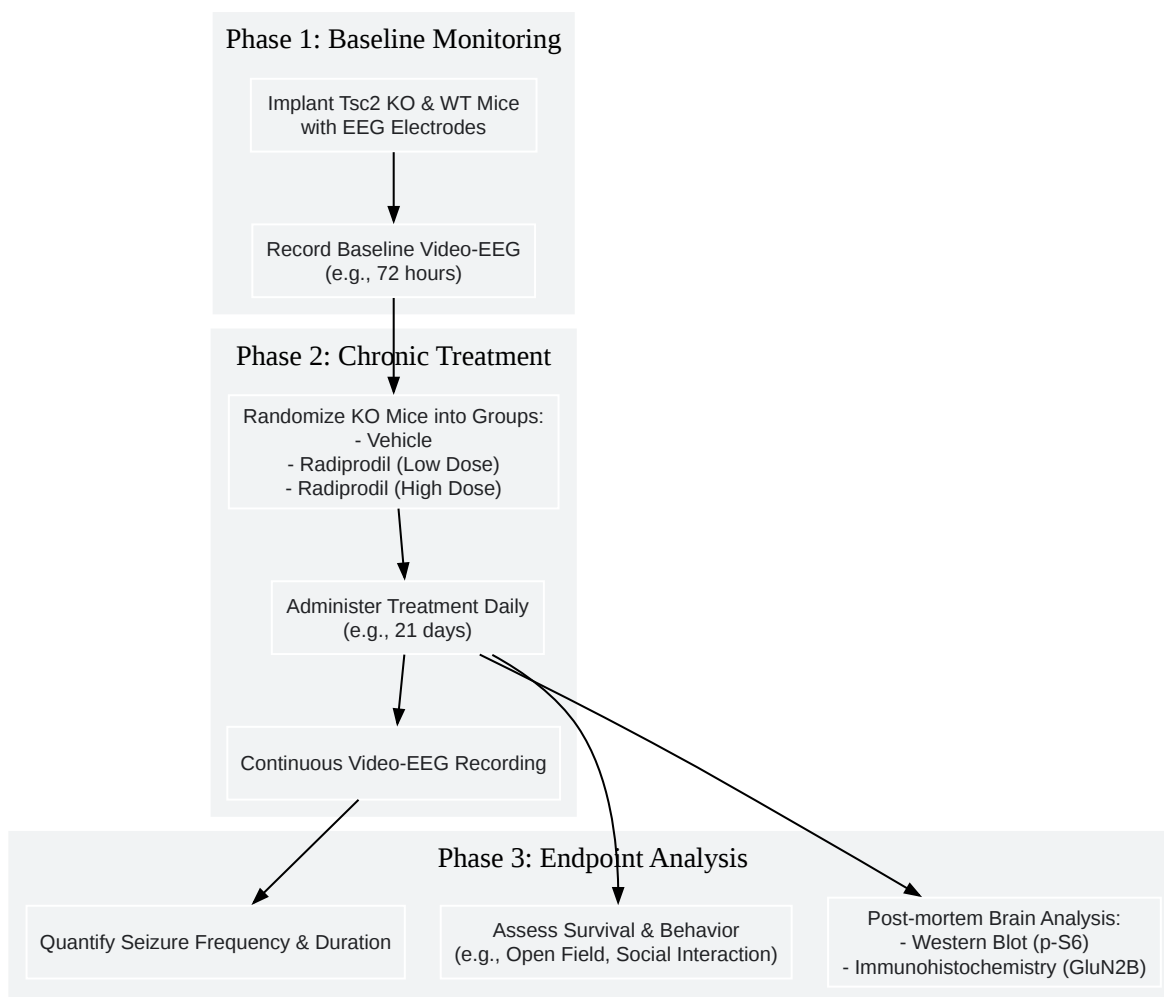 Phase 1: Baseline Monitoring
Implant Tsc2 KO & WT Mice
with EEG Electrodes
Record Baseline Video-EEG
(e.g., 72 hours)
Phase 2: Chronic Treatment
Randomize KO Mice into Groups:
- Vehicle
- Radiprodil (Low Dose)
- Radiprodil (High Dose)
Administer Treatment Daily
(e.g., 21 days)
Continuous Video-EEG Recording
Phase 3: Endpoint Analysis
Quantify Seizure Frequency & Duration
Assess Survival & Behavior
(e.g., Open Field, Social Interaction)
Post-mortem Brain Analysis:
- Western Blot (p-S6)
- Immunohistochemistry (GluN2B)